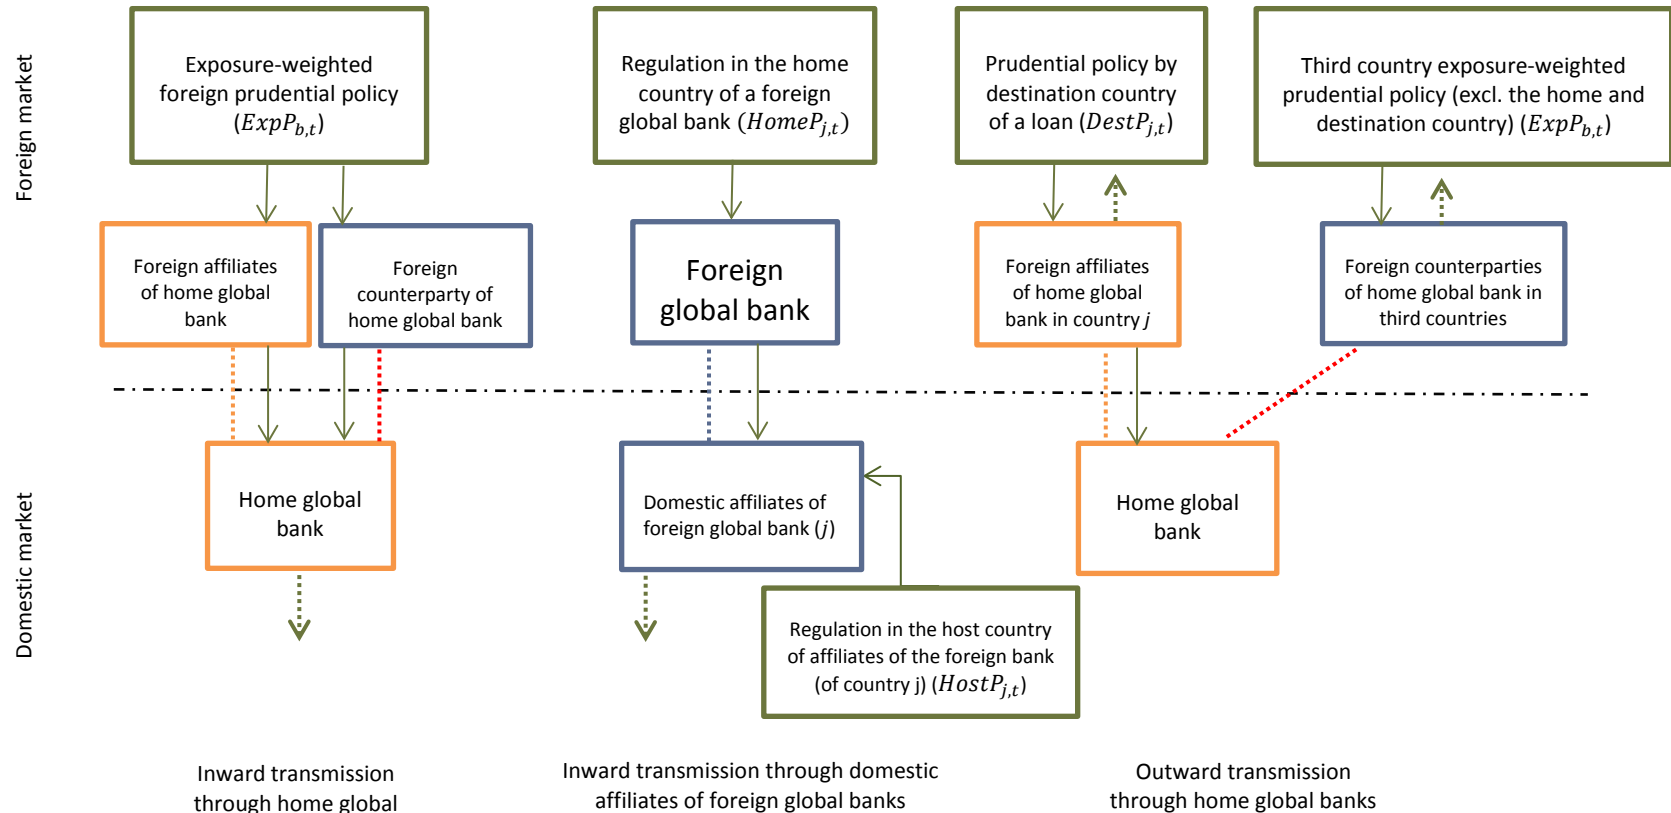 Foreign market
Exposure-weighted
foreign prudential policy
(ExpP_{b,t})
Regulation in the home
country of a foreign
global bank (HomeP_{j,t})
Prudential policy by
destination country
of a loan (DestP_{j,t})
Third country exposure-weighted
prudential policy (excl. the home and
destination country) (ExpP_{b,t})
Foreign affiliates
of home global
bank
Foreign
counterparty of
home global bank
Foreign
global bank
Foreign affiliates
of home global
bank in country j
Foreign counterparties
of home global bank in
third countries
Domestic market
Home global
bank
Domestic affiliates of
foreign global bank (j)
Home global
bank
Regulation in the host country
of affiliates of the foreign bank
(of country j) (HostP_{j,t})
Inward transmission
through home global
Inward transmission through domestic
affiliates of foreign global banks
Outward transmission
through home global banks